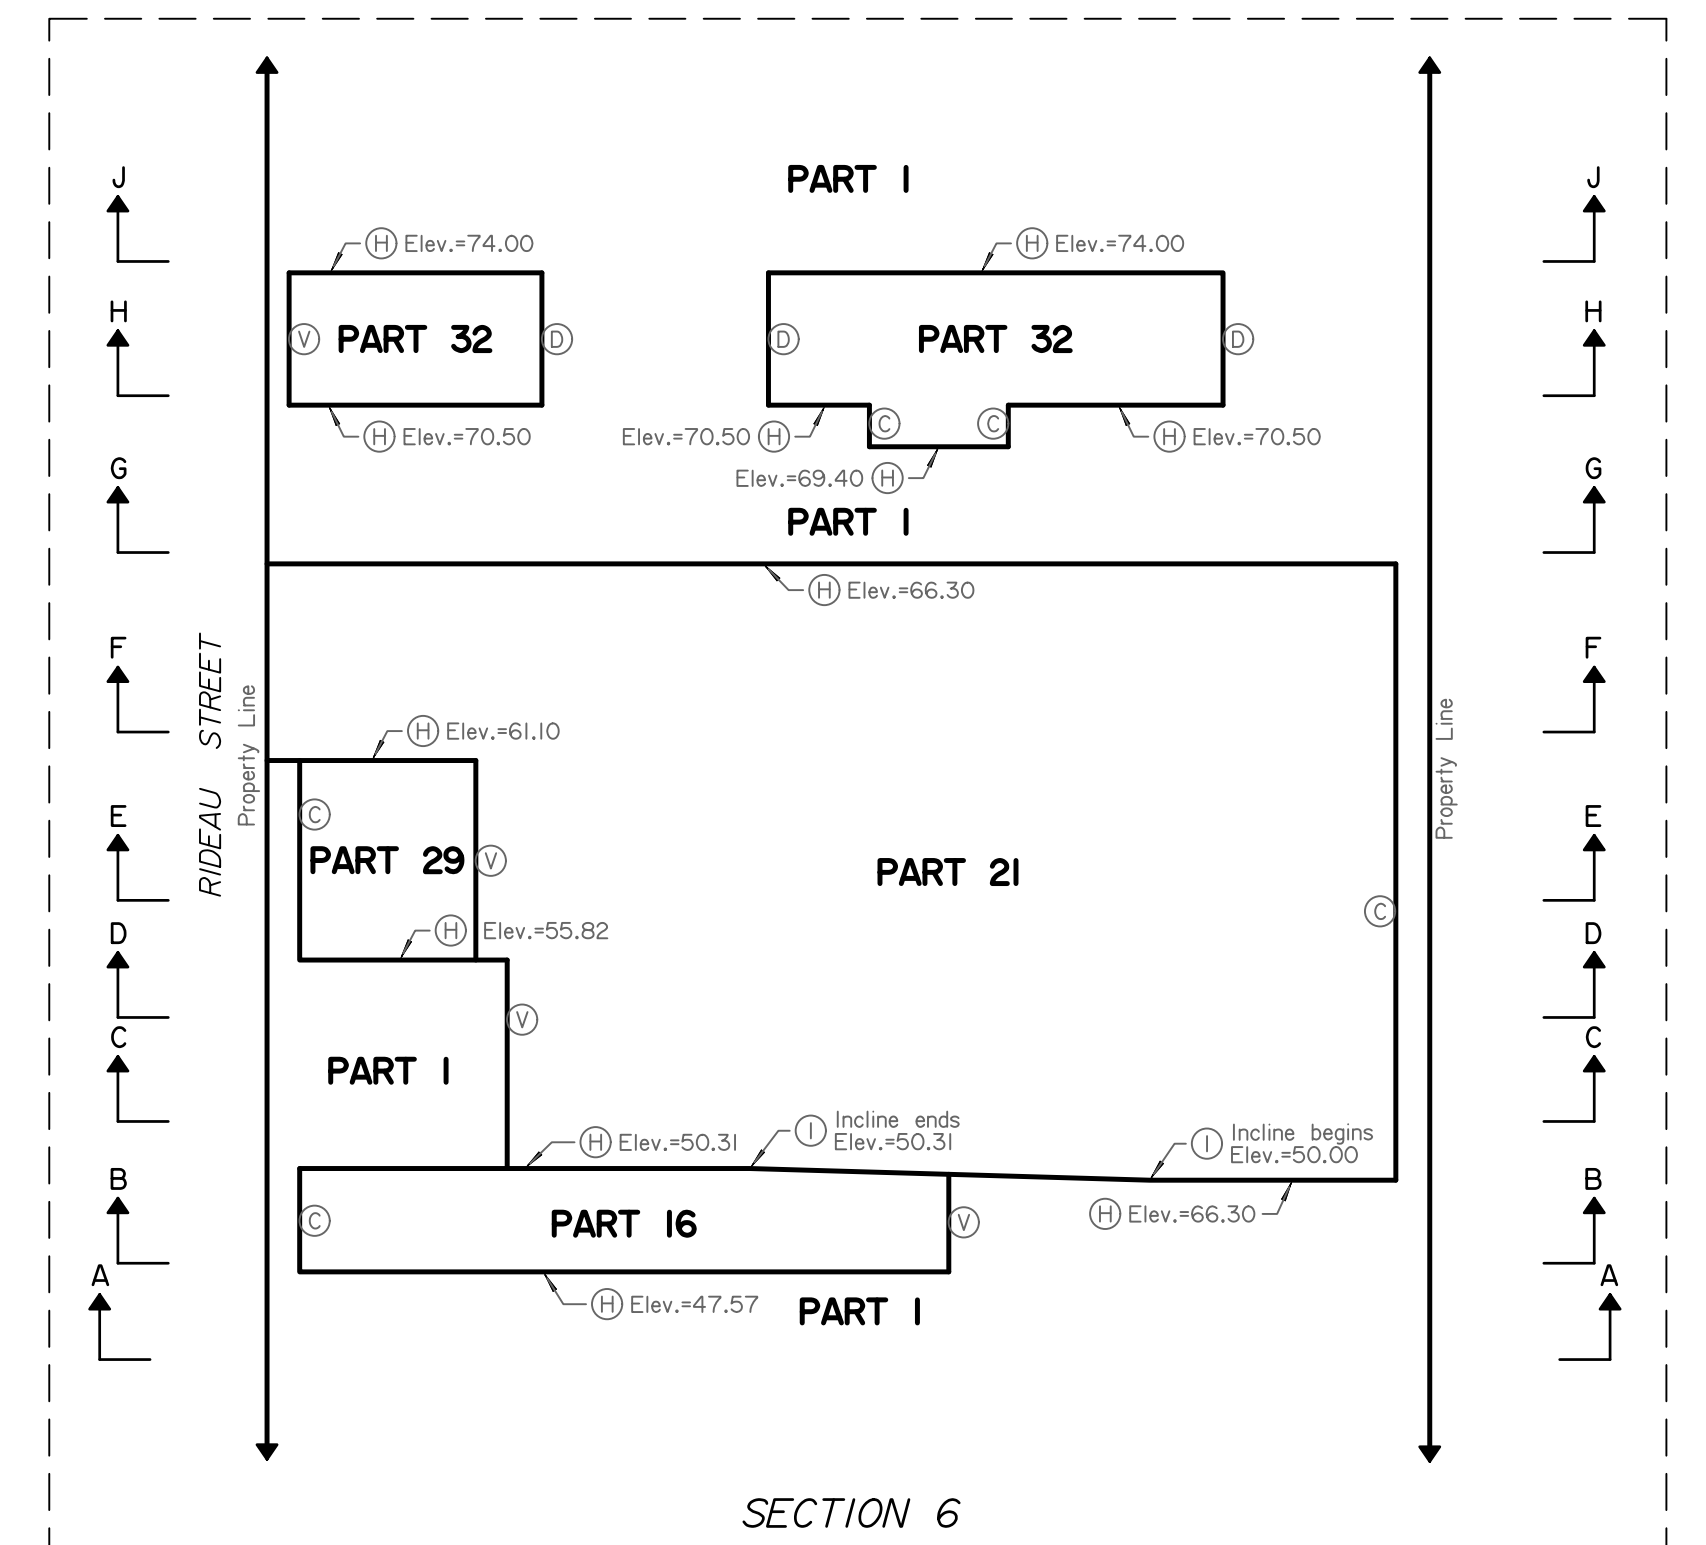 PART 1
J
J
H Elev.=74.00
H Elev.=74.00
H
H
V PART 32 D
D PART 32 D
C C
H Elev.=70.50
Elev.=70.50 H
H Elev.=70.50
Elev.=69.40 H
G
G
PART 1
H Elev.=66.30
F
F
RIDEAU STREET
Property Line
Property Line
H Elev.=61.10
E
E
C
PART 29 V
PART 21
C
H Elev.=55.82
D
D
V
C
C
PART 1
H Elev.=50.31
I Incline ends
Elev.=50.31
I Incline begins
Elev.=50.00
B
B
H Elev.=66.30
C PART 16 V
A
A
H Elev.=47.57
PART 1
SECTION 6